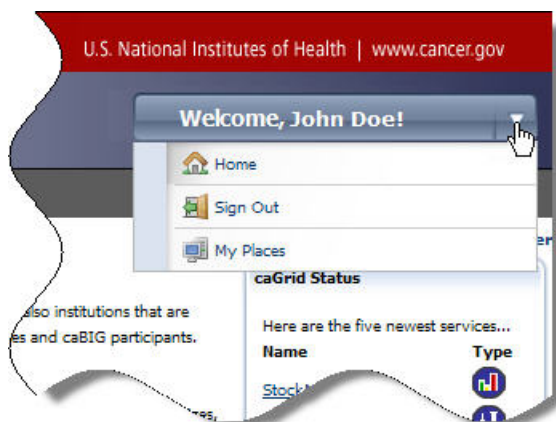 U.S. National Institutes of Health | www.cancer.gov
Welcome, John Doe!
Home
Sign Out
My Places
er
caGrid Status
also institutions that are
es and caBIG participants.
Here are the five newest services...
Name Type